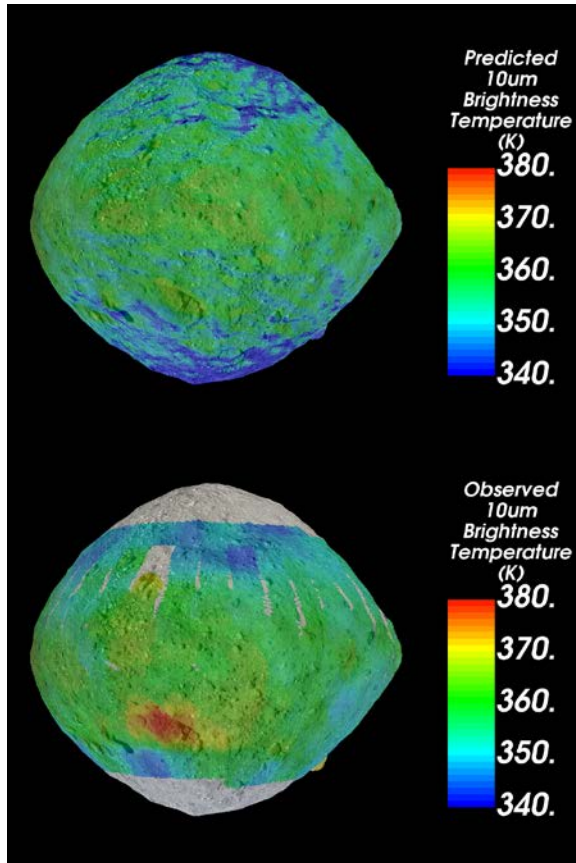 Predicted
10um
Brightness
Temperature
(K)
380.
370.
360.
350.
340.
Observed
10um
Brightness
Temperature
(K)
380.
370.
360.
350.
340.